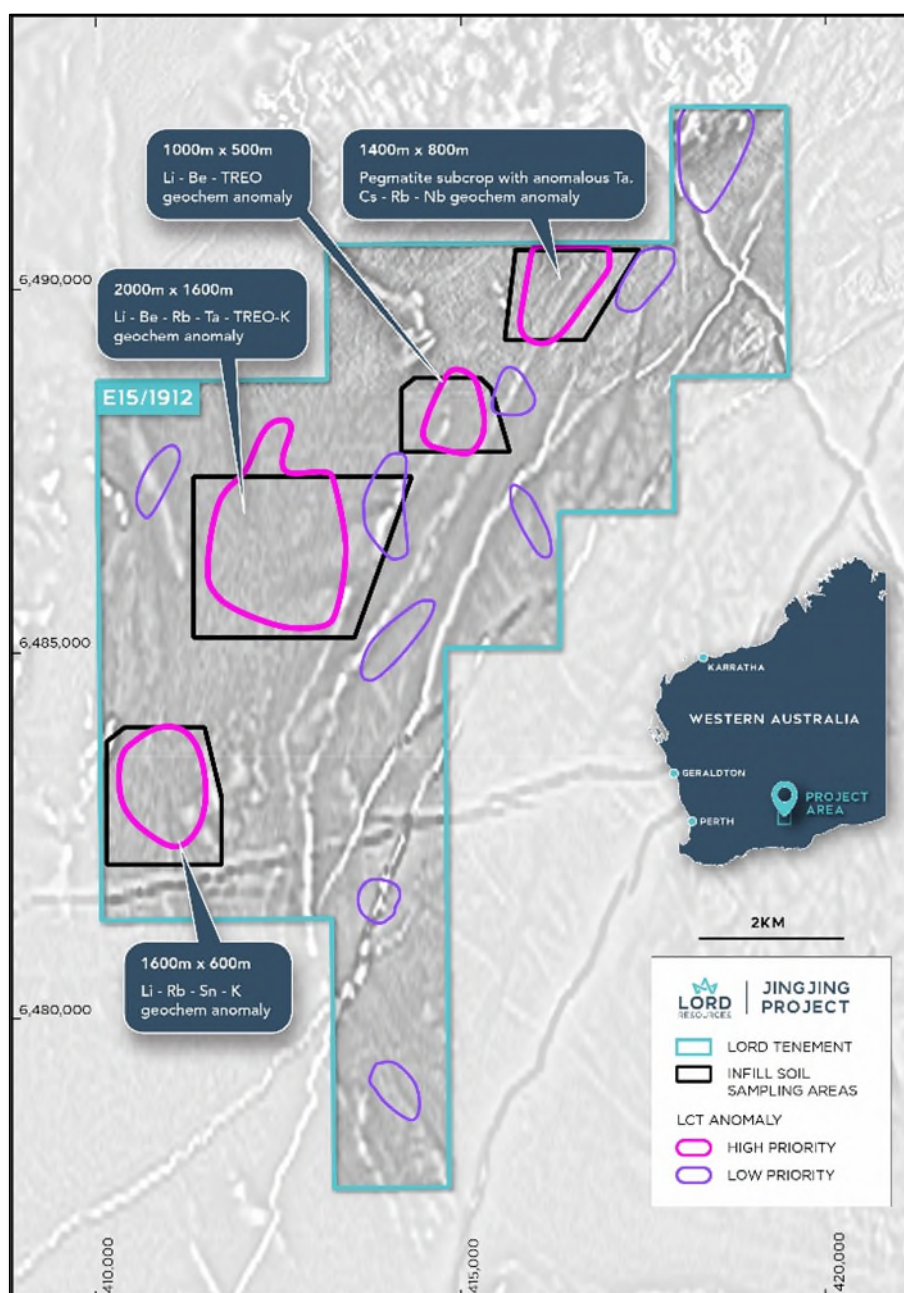 1000m x 500m
Li - Be - TREO
geochem anomaly
1400m x 800m
Pegmatite subcrop with anomalous Ta.
Cs - Rb - Nb geochem anomaly
6,490,000
2000m x 1600m
Li - Be - Rb - Ta - TREO-K
geochem anomaly
E15/1912
6,485,000
KARRATHA
WESTERN AUSTRALIA
GERALDTON
PROJECT
AREA
PERTH
2KM
1600m x 600m
Li - Rb - Sn - K
geochem anomaly
6,480,000
LORD
RESOURCES
JINGJING
PROJECT
LORD TENEMENT
INFILL SOIL
SAMPLING AREAS
LCT ANOMALY
HIGH PRIORITY
LOW PRIORITY
410,000
415,000
420,000